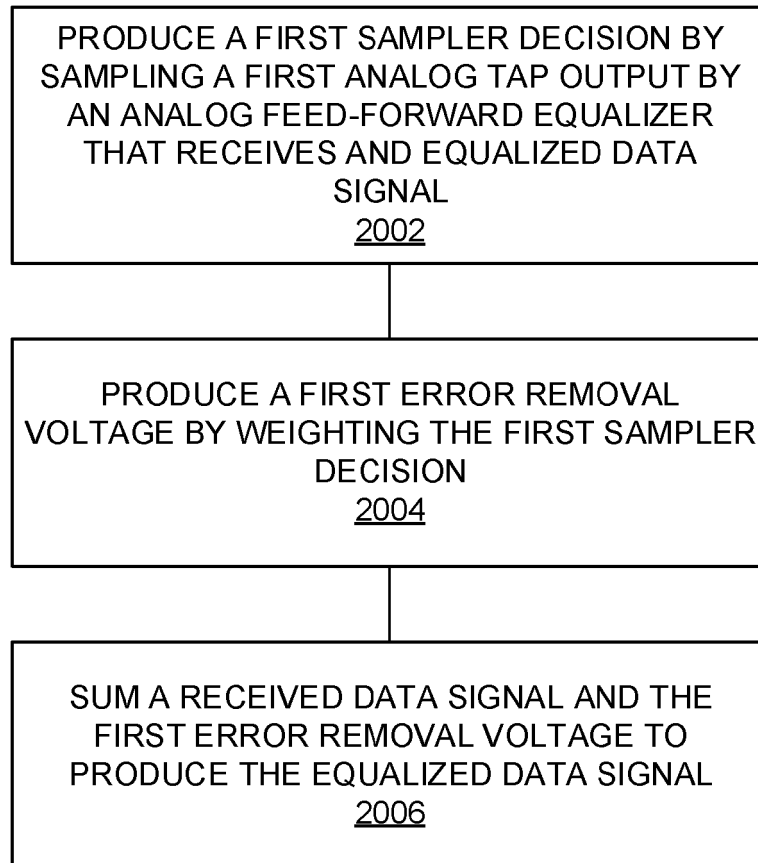 PRODUCE A FIRST SAMPLER DECISION BY
SAMPLING A FIRST ANALOG TAP OUTPUT BY
AN ANALOG FEED-FORWARD EQUALIZER
THAT RECEIVES AND EQUALIZED DATA
SIGNAL
2002
PRODUCE A FIRST ERROR REMOVAL
VOLTAGE BY WEIGHTING THE FIRST SAMPLER
DECISION
2004
SUM A RECEIVED DATA SIGNAL AND THE
FIRST ERROR REMOVAL VOLTAGE TO
PRODUCE THE EQUALIZED DATA SIGNAL
2006